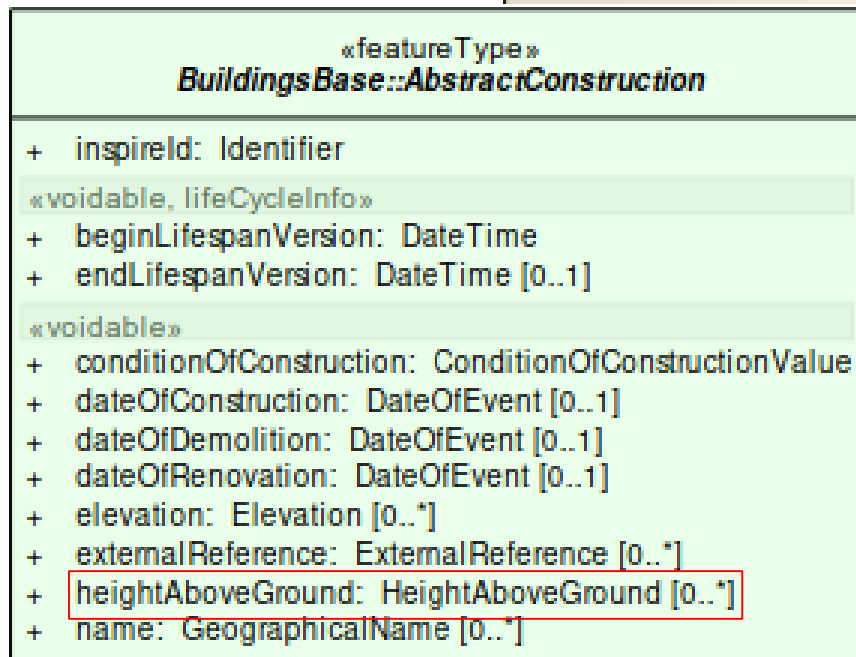 «featureType»
BuildingsBase::AbstractConstruction
+ inspireId: Identifier
«voidable, lifeCycleInfo»
+ beginLifespanVersion: DateTime
+ endLifespanVersion: DateTime [0..1]
«voidable»
+ conditionOfConstruction: ConditionOfConstructionValue
+ dateOfConstruction: DateOfEvent [0..1]
+ dateOfDemolition: DateOfEvent [0..1]
+ dateOfRenovation: DateOfEvent [0..1]
+ elevation: Elevation [0..*]
+ externalReference: ExternalReference [0..*]
+ heightAboveGround: HeightAboveGround [0..*]
+ name: GeographicalName [0..*]